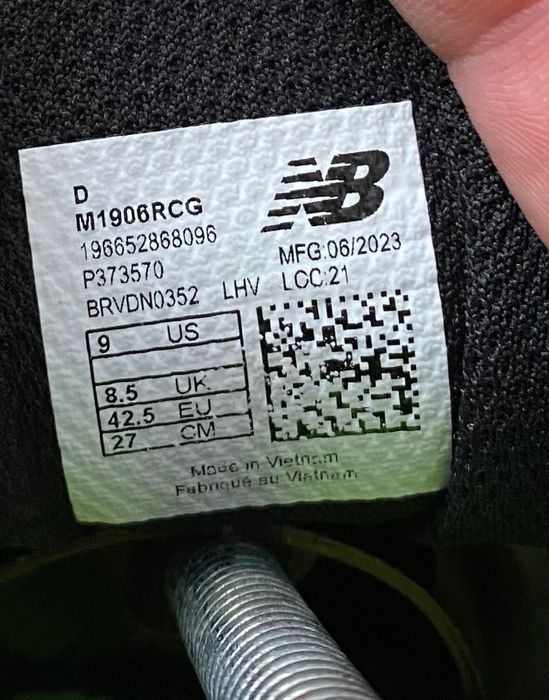 D
M1906RCG
196652868096
P373570
BRVDN0352 LHV
NB
MFG:06/2023
LCC:21
9 US
8.5 UK
42.5 EU
27 CM
Made in Vietnam
Fabriqué au Vietnam